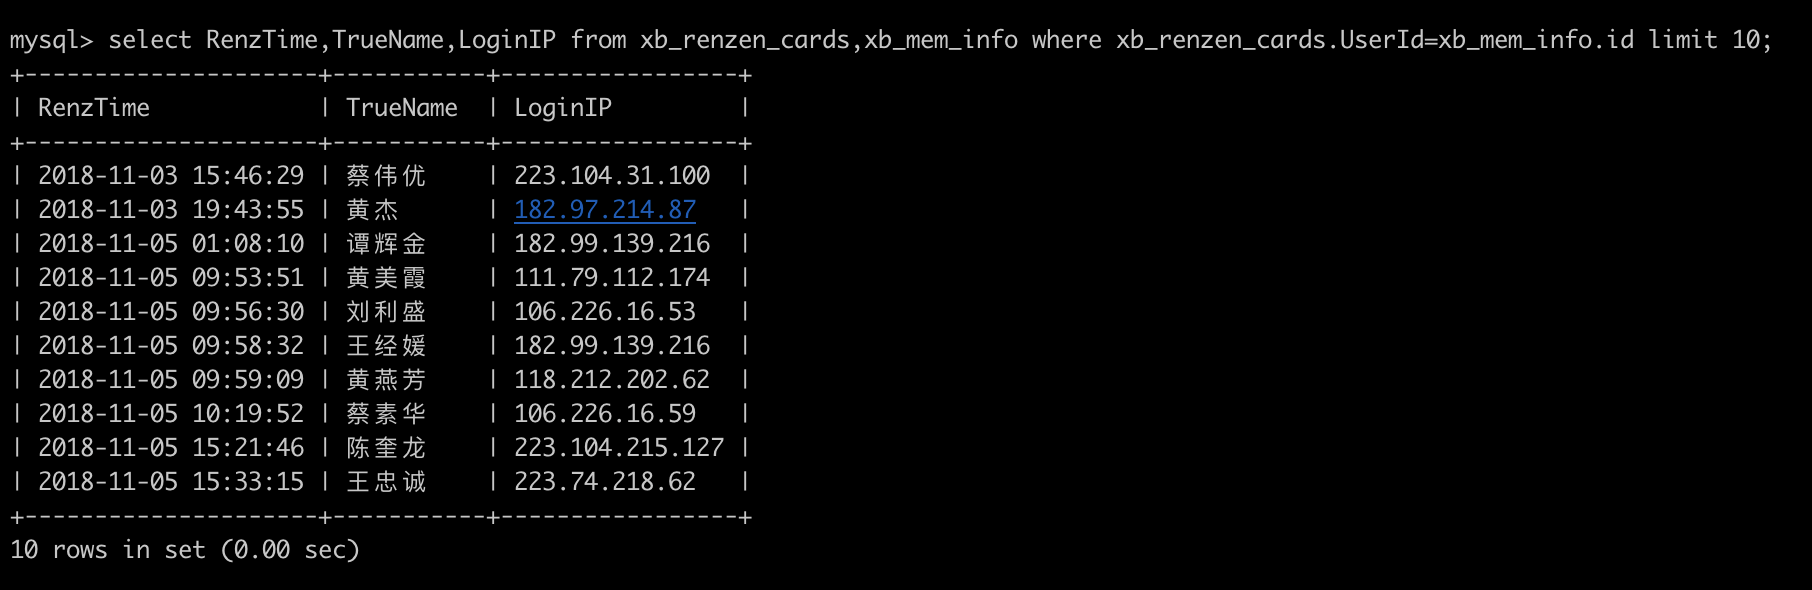 mysql> select RenzTime,TrueName,LoginIP from xb_renzen_cards,xb_mem_info where xb_renzen_cards.UserId=xb_mem_info.id limit 10;
+---------------------+-----------+-----------------+
| RenzTime            | TrueName  | LoginIP         |
+---------------------+-----------+-----------------+
| 2018-11-03 15:46:29 | 蔡伟优    | 223.104.31.100  |
| 2018-11-03 19:43:55 | 黄杰      | 182.97.214.87   |
| 2018-11-05 01:08:10 | 谭辉金    | 182.99.139.216  |
| 2018-11-05 09:53:51 | 黄美霞    | 111.79.112.174  |
| 2018-11-05 09:56:30 | 刘利盛    | 106.226.16.53   |
| 2018-11-05 09:58:32 | 王经媛    | 182.99.139.216  |
| 2018-11-05 09:59:09 | 黄燕芳    | 118.212.202.62  |
| 2018-11-05 10:19:52 | 蔡素华    | 106.226.16.59   |
| 2018-11-05 15:21:46 | 陈奎龙    | 223.104.215.127 |
| 2018-11-05 15:33:15 | 王忠诚    | 223.74.218.62   |
+---------------------+-----------+-----------------+
10 rows in set (0.00 sec)